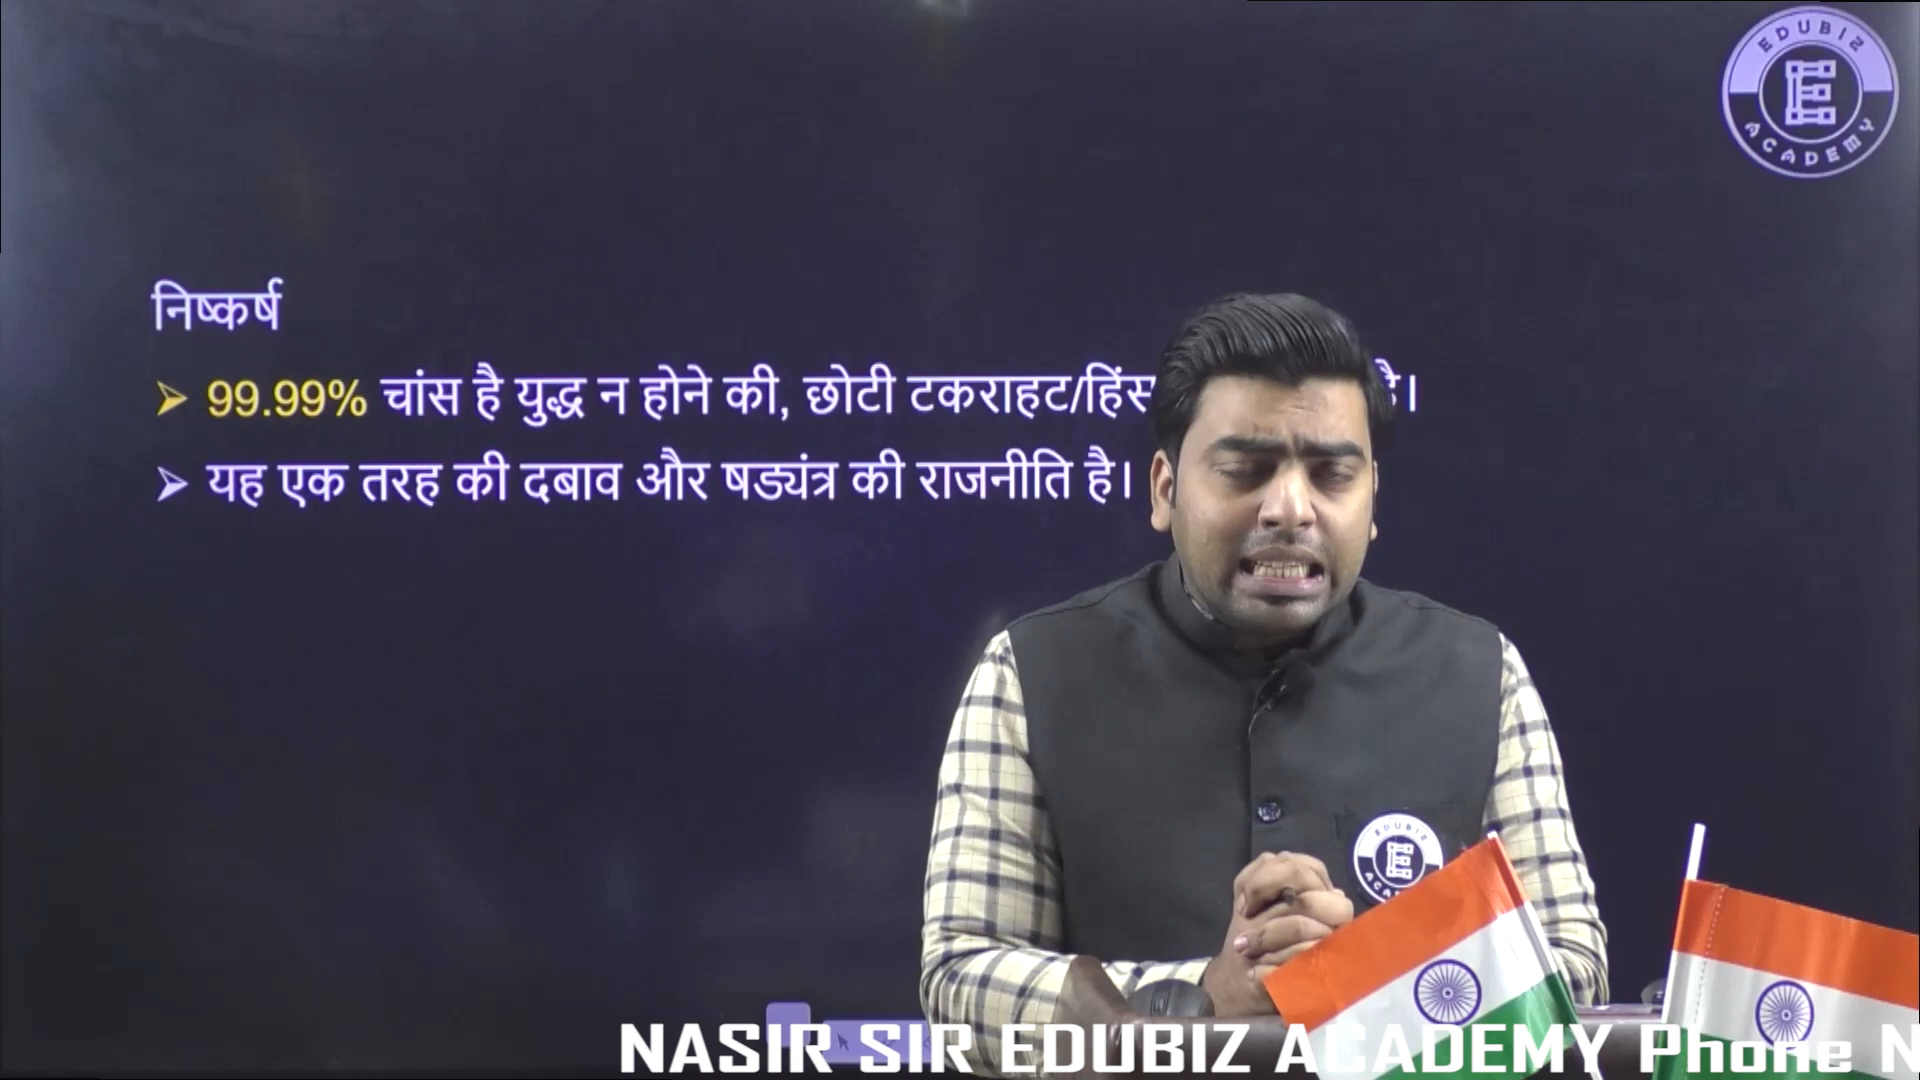 EDUBIZ
ACADEMY
निष्कर्ष
➢ 99.99% चांस है युद्ध न होने की, छोटी टकराहट/हिंस है।
➢ यह एक तरह की दबाव और षड्यंत्र की राजनीति है।
EDUBIZ
NASIR SIR EDUBIZ ACADEMY Phone N